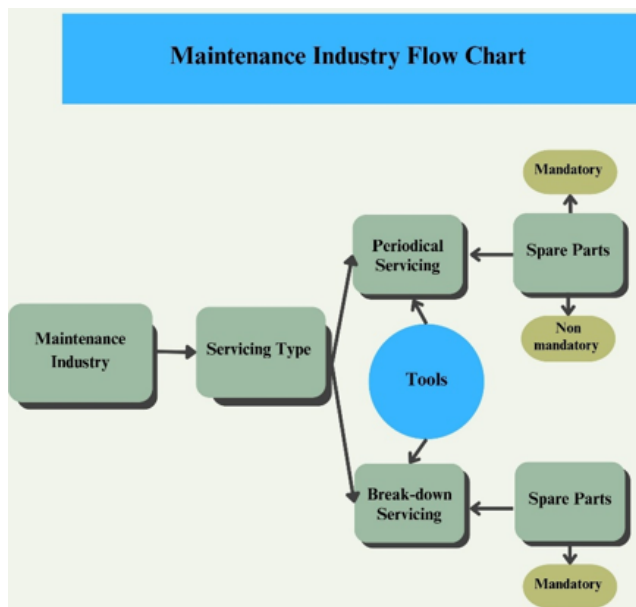 Maintenance Industry Flow Chart
Mandatory
Periodical
Servicing
Spare Parts
Maintenance
Industry
Servicing Type
Non
mandatory
Tools
Break-down
Servicing
Spare Parts
Mandatory